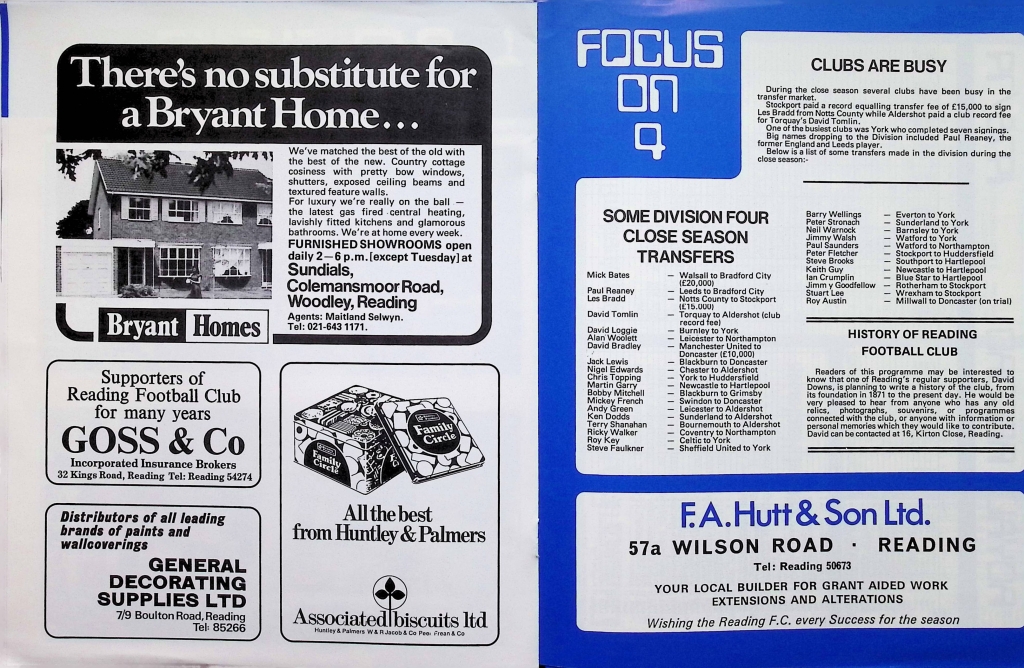 There's no substitute for
a Bryant Home...
We've matched the best of the old with
the best of the new. Country cottage
cosiness with pretty bow windows,
shutters, exposed ceiling beams and
textured feature walls.
For luxury we're really on the ball —
the latest gas fired central heating,
lavishly fitted kitchens and glamorous
bathrooms. We're at home every week.
FURNISHED SHOWROOMS open
daily 2—6 p.m. [except Tuesday] at
Sundials,
Colemansmoor Road,
Woodley, Reading
Agents: Maitland Selwyn.
Tel: 021-643 1171.
Bryant Homes
Supporters of
Reading Football Club
for many years
GOSS & Co
Incorporated Insurance Brokers
32 Kings Road, Reading Tel: Reading 54274
Distributors of all leading
brands of paints and
wallcoverings
GENERAL
DECORATING
SUPPLIES LTD
7/9 Boulton Road, Reading
Tel: 85266
Family
Circle
Family
Circle
All the best
from Huntley & Palmers
Associated biscuits ltd
Huntley & Palmers W & R Jacob & Co Peek Frean & Co
FOCUS
ON
4
CLUBS ARE BUSY
During the close season several clubs have been busy in the
transfer market.
Stockport paid a record equalling transfer fee of £15,000 to sign
Les Bradd from Notts County while Aldershot paid a club record fee
for Torquay's David Tomlin.
One of the busiest clubs was York who completed seven signings.
Big names dropping to the Division included Paul Reaney, the
former England and Leeds player.
Below is a list of some transfers made in the division during the
close season:-
SOME DIVISION FOUR
CLOSE SEASON
TRANSFERS
Mick Bates — Walsall to Bradford City
(£20,000)
Paul Reaney — Leeds to Bradford City
Les Bradd — Notts County to Stockport
(£15.000)
David Tomlin — Torquay to Aldershot (club
record fee)
David Loggie — Burnley to York
Alan Woolett — Leicester to Northampton
David Bradley — Manchester United to
Doncaster (£10,000)
Jack Lewis — Blackburn to Doncaster
Nigel Edwards — Chester to Aldershot
Chris Topping — York to Huddersfield
Martin Garry — Newcastle to Hartlepool
Bobby Mitchell — Blackburn to Grimsby
Mickey French — Swindon to Doncaster
Andy Green — Leicester to Aldershot
Ken Dodds — Sunderland to Aldershot
Terry Shanahan — Bournemouth to Aldershot
Ricky Walker — Coventry to Northampton
Roy Key — Celtic to York
Steve Faulkner — Sheffield United to York
Barry Wellings — Everton to York
Peter Stronach — Sunderland to York
Neil Warnock — Barnsley to York
Jimmy Walsh — Watford to York
Paul Saunders — Watford to Northampton
Peter Fletcher — Stockport to Huddersfield
Steve Brooks — Southport to Hartlepool
Keith Guy — Newcastle to Hartlepool
Ian Crumplin — Blue Star to Hartlepool
Jimm y Goodfellow — Rotherham to Stockport
Stuart Lee — Wrexham to Stockport
Roy Austin — Millwall to Doncaster (on trial)
HISTORY OF READING
FOOTBALL CLUB
Readers of this programme may be interested to
know that one of Reading's regular supporters, David
Downs, is planning to write a history of the club, from
its foundation in 1871 to the present day. He would be
very pleased to hear from anyone who has any old
relics, photographs, souvenirs, or programmes
connected with the club, or anyone with information or
personal memories which they would like to contribute.
David can be contacted at 16, Kirton Close, Reading.
F.A. Hutt & Son Ltd.
57a WILSON ROAD · READING
Tel: Reading 50673
YOUR LOCAL BUILDER FOR GRANT AIDED WORK
EXTENSIONS AND ALTERATIONS
Wishing the Reading F.C. every Success for the season